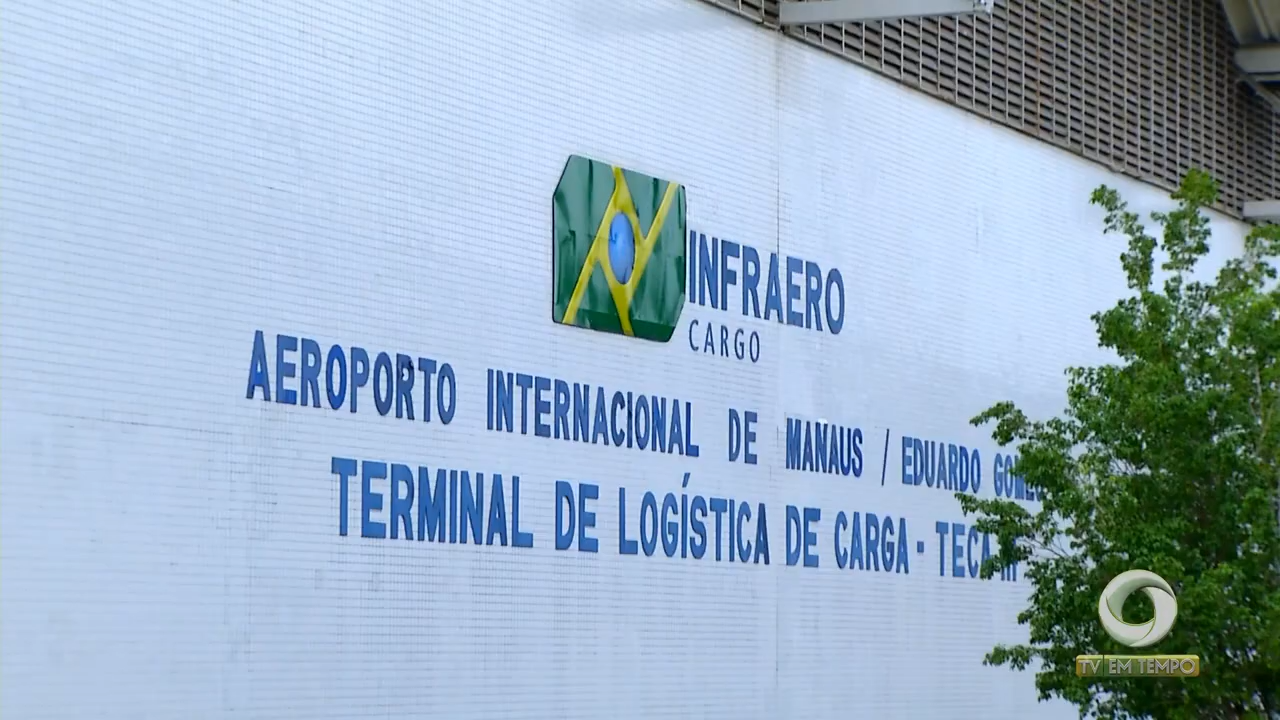 INFRAERO
CARGO
AEROPORTO INTERNACIONAL DE MANAUS / EDUARDO
TERMINAL DE LOGÍSTICA DE CARGA - TECA
TV EM TEMPO